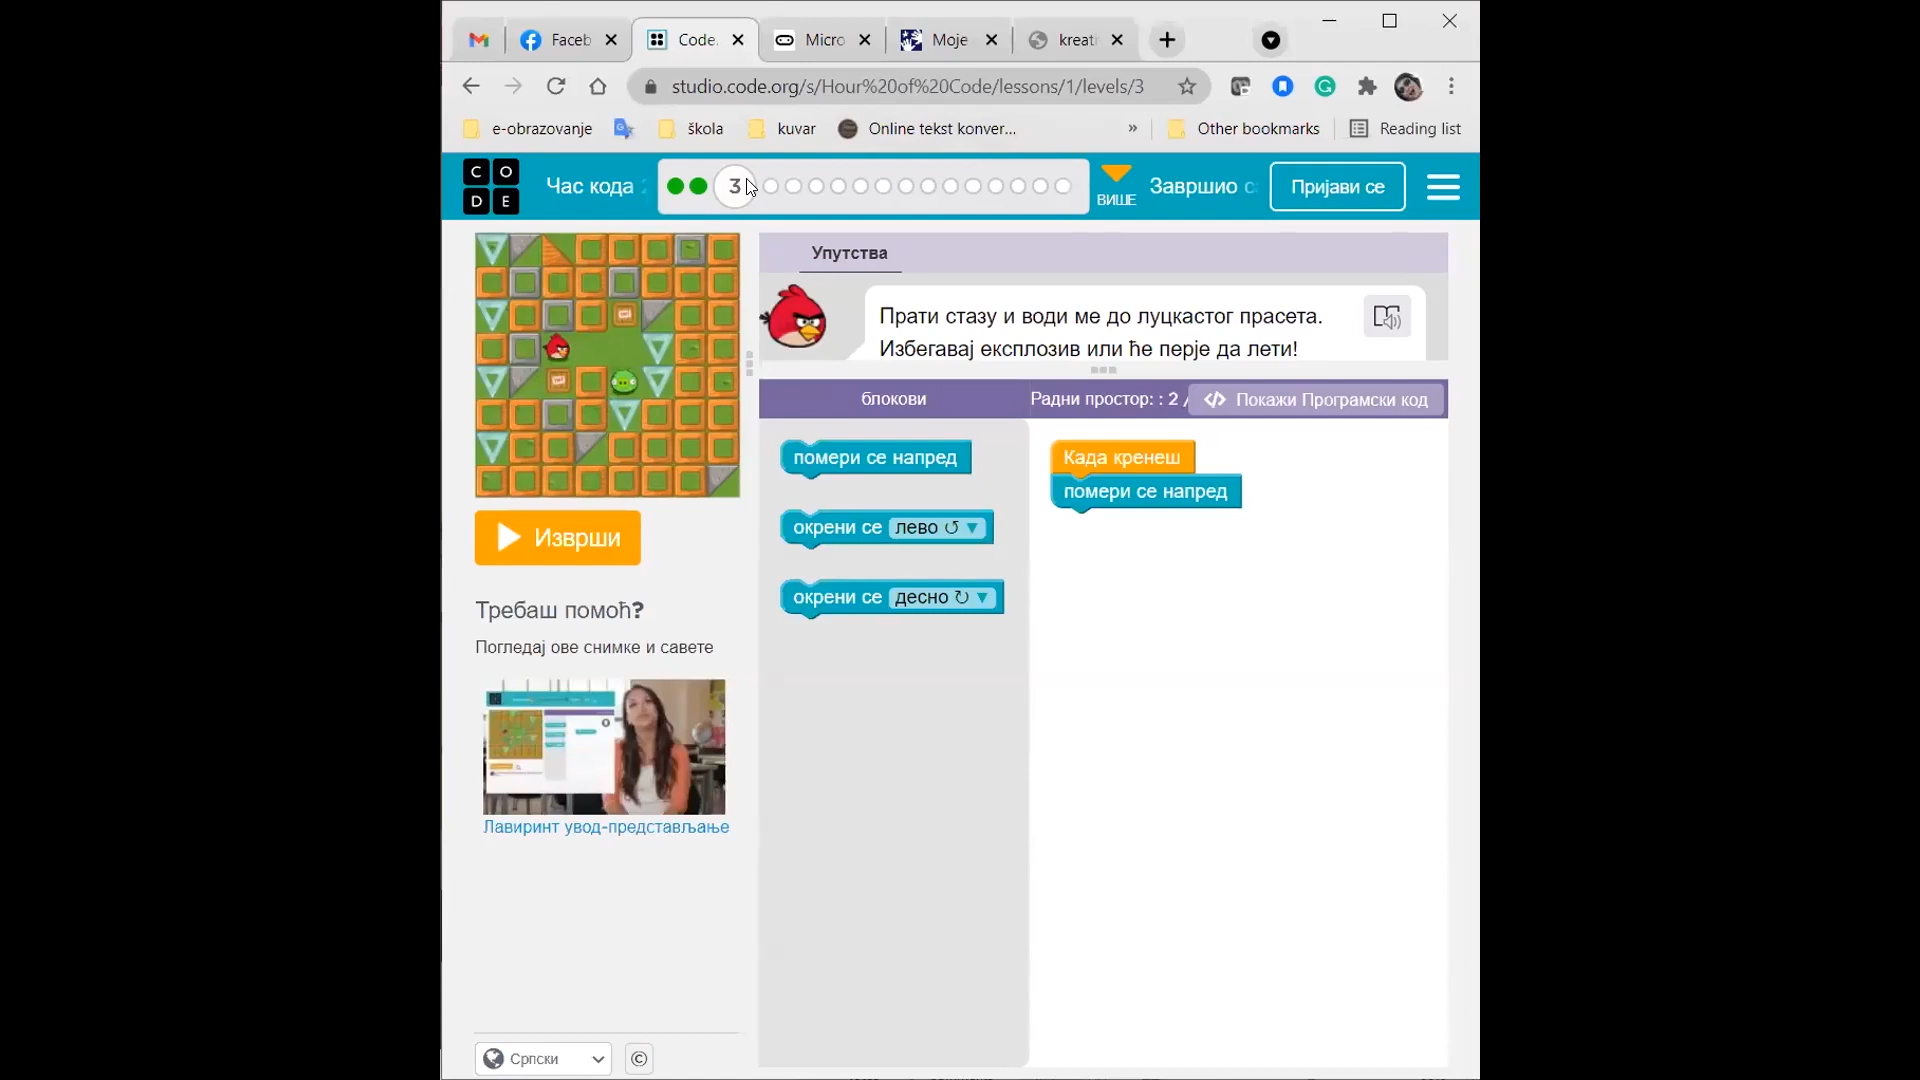 Faceb
Code.
Micro
Moje
kreati
studio.code.org/s/Hour%20of%20Code/lessons/1/levels/3
e-obrazovanje
škola
kuvar
Online tekst konver...
»
Other bookmarks
Reading list
C O
D E
Час кода
3
ВИШЕ
Завршио с
Пријави се
Упутства
Прати стазу и води ме до луцкастог прасета.
Избегавај експлозив или ће перје да лети!
блокови
Радни простор: : 2 /
Покажи Програмски код
помери се напред
окрени се лево ↺ ▼
окрени се десно ↻ ▼
Када кренеш
помери се напред
Изврши
Требаш помоћ?
Погледај ове снимке и савете
Лавиринт увод-представљање
Српски
©